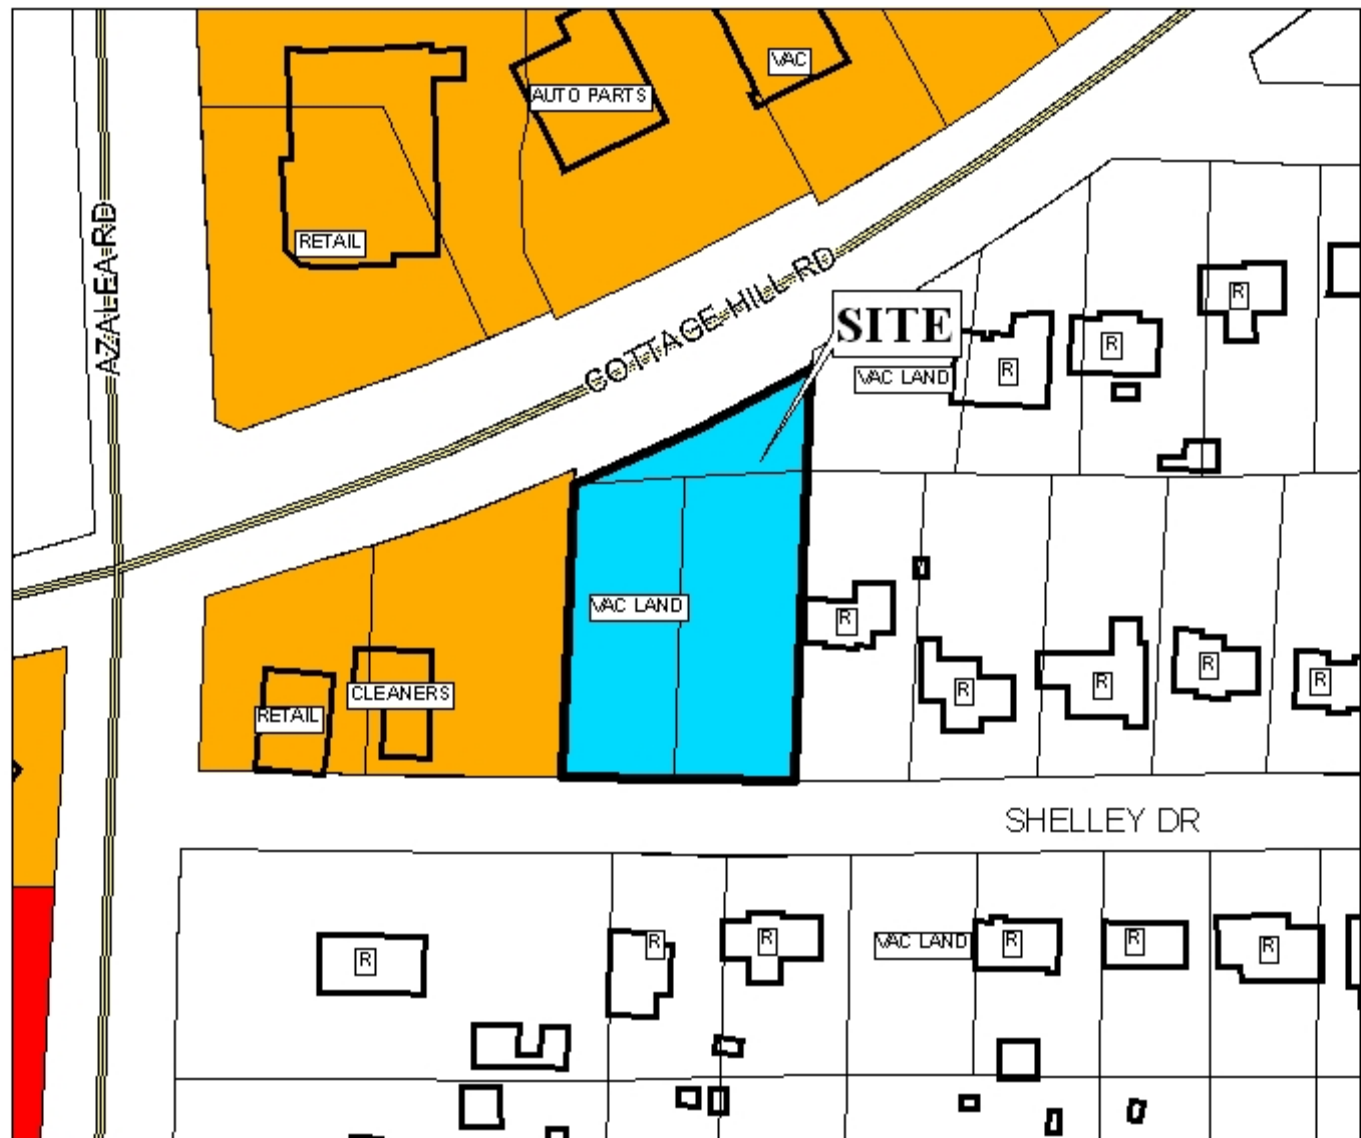 VAC
AUTO PARTS
RETAIL
AZALEA RD
COTTAGE HILL RD
SITE
R
R
R
VAC LAND
VAC LAND
R
R
R
R
R
CLEANERS
RETAIL
SHELLEY DR
R
R
R
VAC LAND
R
R
R